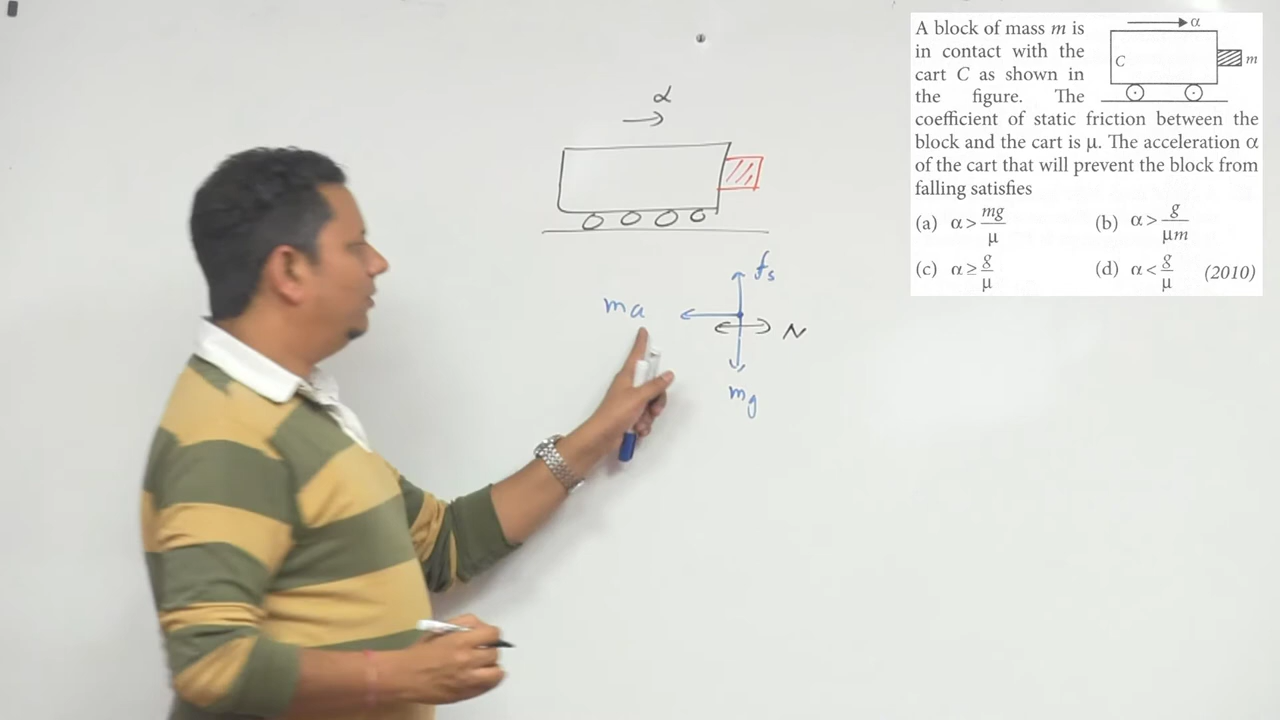 A block of mass m is
in contact with the
cart C as shown in
the figure. The
coefficient of static friction between the
block and the cart is μ. The acceleration α
of the cart that will prevent the block from
falling satisfies
(a) α > mg/μ (b) α > g/μm
(c) α ≥ g/μ (d) α < g/μ (2010)
α
C
m
α
fs
ma
N
mg